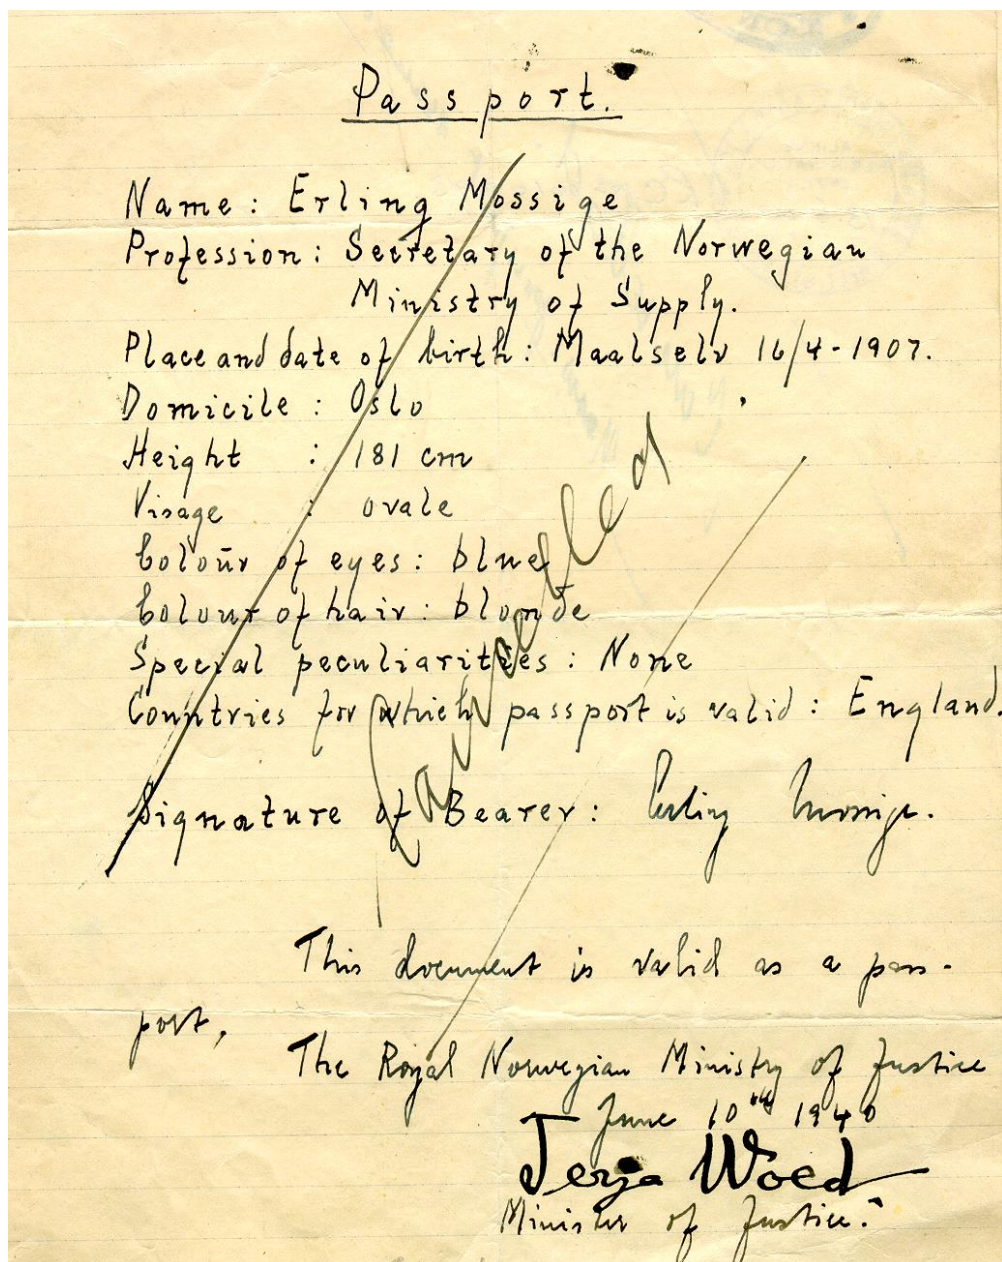 Passport.
Name: Erling Mossige
Profession: Secretary of the Norwegian
Ministry of Supply.
Place and date of birth: Maalselv 16/4-1907.
Domicile: Oslo
Height : 181 cm
Visage : ovale
Colour of eyes: blue
Colour of hair: blonde
Special peculiarities: None
Countries for which passport is valid: England.
Cancelled
Signature of Bearer: Erling Mossige.
This document is valid as a pass-
port,
The Royal Norwegian Ministry of Justice
June 10th 1940
Terje Wold
Minister of Justice.